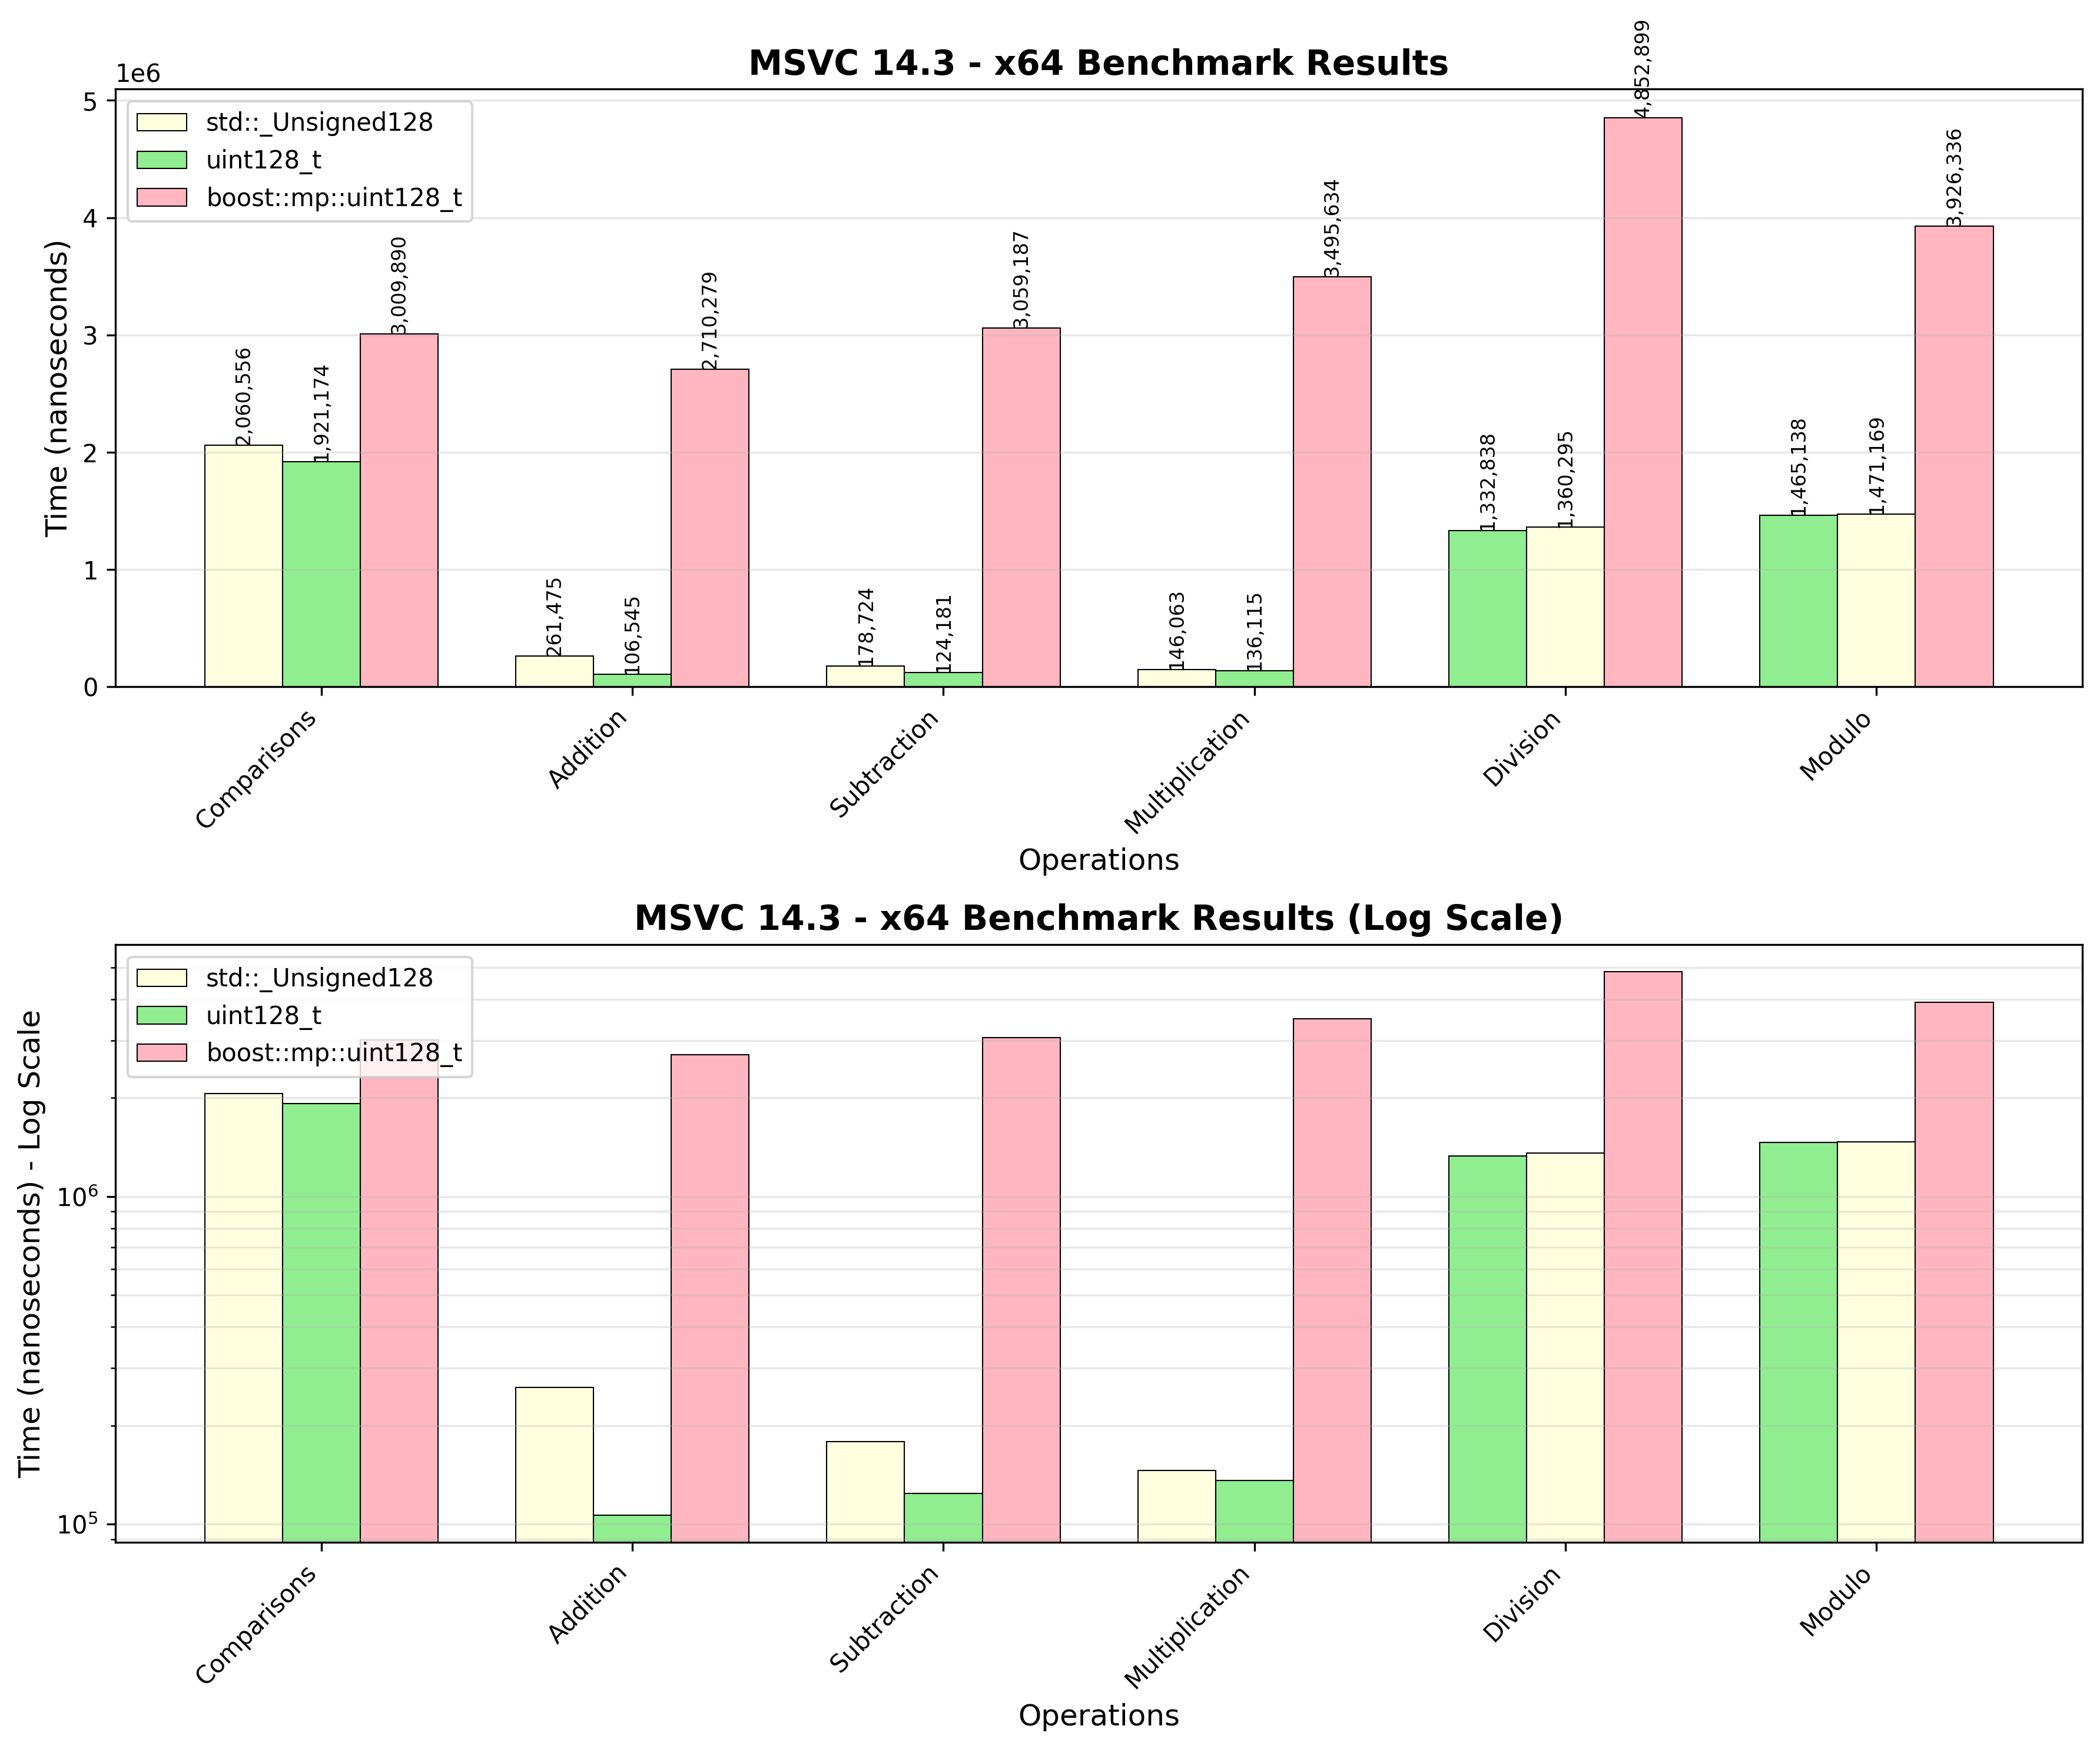 MSVC 14.3 - x64 Benchmark Results
1e6
5
4
3
2
1
0
Time (nanoseconds)
std::_Unsigned128
uint128_t
boost::mp::uint128_t
2,060,556
1,921,174
3,009,890
261,475
106,545
2,710,279
178,724
124,181
3,059,187
146,063
136,115
3,495,634
1,332,838
1,360,295
4,852,899
1,465,138
1,471,169
3,926,336
Comparisons
Addition
Subtraction
Multiplication
Division
Modulo
Operations
MSVC 14.3 - x64 Benchmark Results (Log Scale)
std::_Unsigned128
uint128_t
boost::mp::uint128_t
Time (nanoseconds) - Log Scale
10⁶
10⁵
Comparisons
Addition
Subtraction
Multiplication
Division
Modulo
Operations